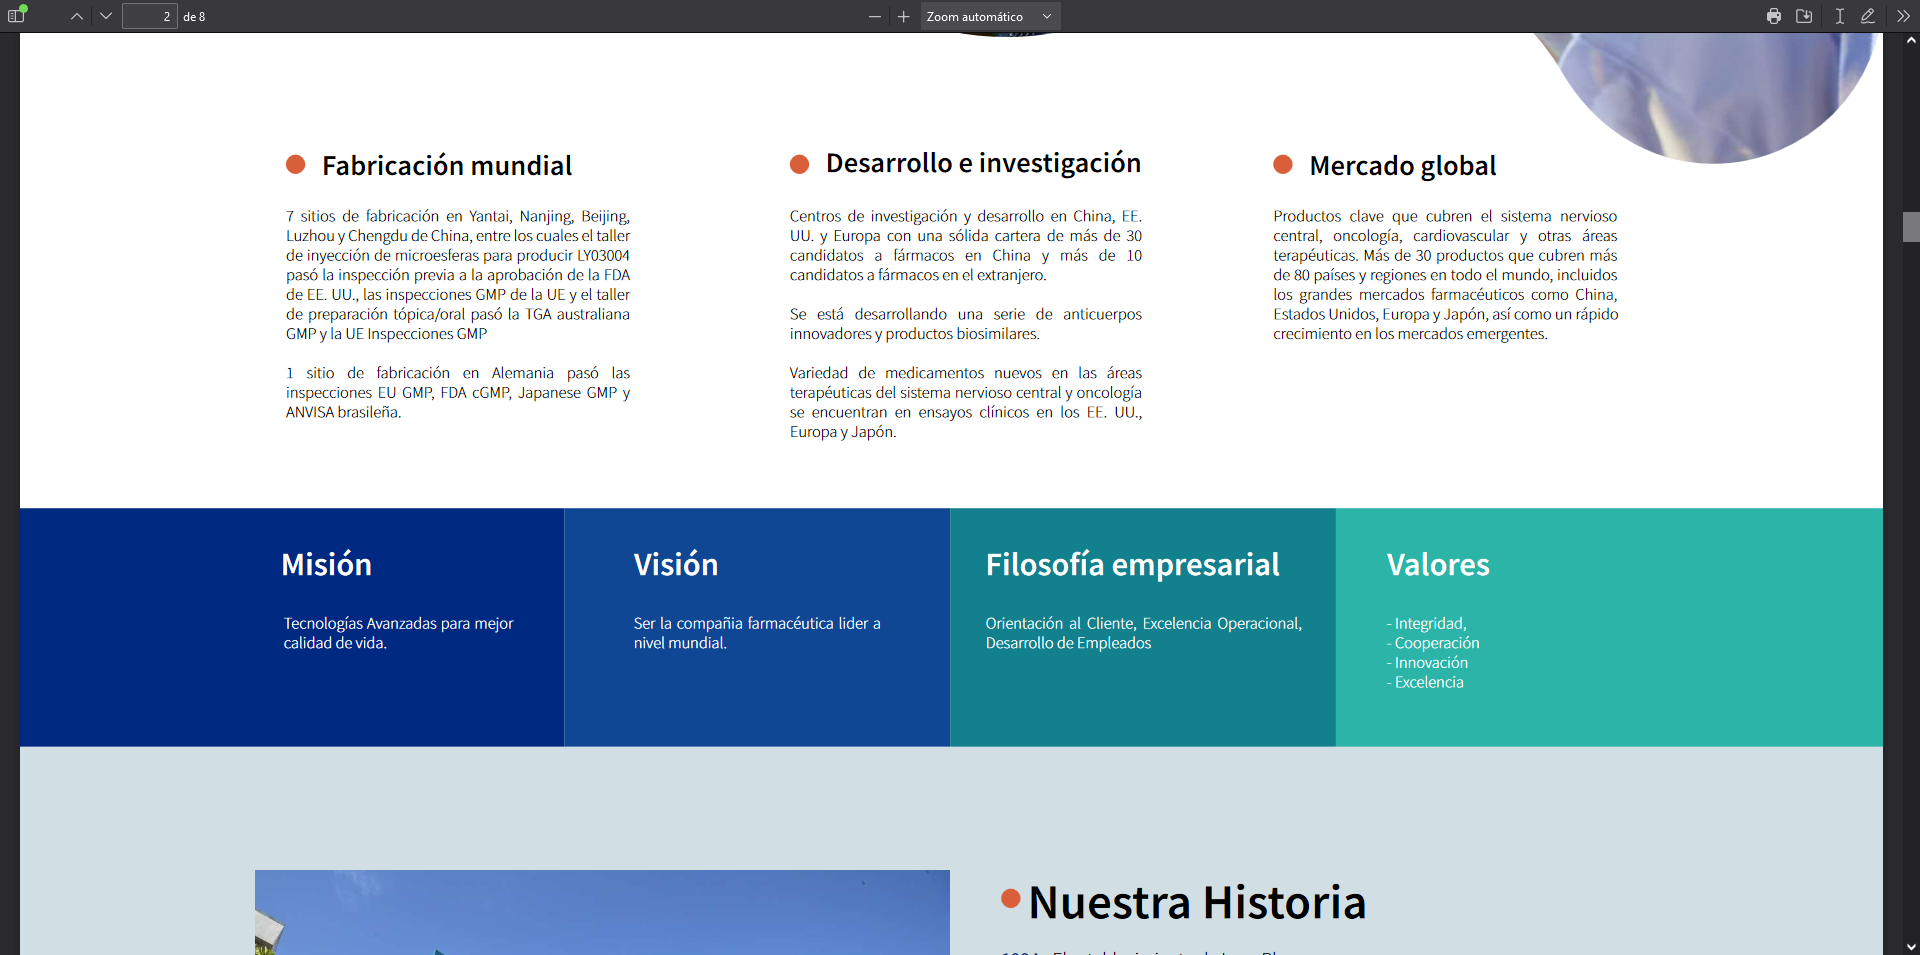 2
de 8
Zoom automático
Fabricación mundial
7 sitios de fabricación en Yantai, Nanjing, Beijing,
Luzhou y Chengdu de China, entre los cuales el taller
de inyección de microesferas para producir LY03004
pasó la inspección previa a la aprobación de la FDA
de EE. UU., las inspecciones GMP de la UE y el taller
de preparación tópica/oral pasó la TGA australiana
GMP y la UE Inspecciones GMP
1 sitio de fabricación en Alemania pasó las
inspecciones EU GMP, FDA cGMP, Japanese GMP y
ANVISA brasileña.
Desarrollo e investigación
Centros de investigación y desarrollo en China, EE.
UU. y Europa con una sólida cartera de más de 30
candidatos a fármacos en China y más de 10
candidatos a fármacos en el extranjero.
Se está desarrollando una serie de anticuerpos
innovadores y productos biosimilares.
Variedad de medicamentos nuevos en las áreas
terapéuticas del sistema nervioso central y oncología
se encuentran en ensayos clínicos en los EE. UU.,
Europa y Japón.
Mercado global
Productos clave que cubren el sistema nervioso
central, oncología, cardiovascular y otras áreas
terapéuticas. Más de 30 productos que cubren más
de 80 países y regiones en todo el mundo, incluidos
los grandes mercados farmacéuticos como China,
Estados Unidos, Europa y Japón, así como un rápido
crecimiento en los mercados emergentes.
Misión
Tecnologías Avanzadas para mejor
calidad de vida.
Visión
Ser la compañia farmacéutica lider a
nivel mundial.
Filosofía empresarial
Orientación al Cliente, Excelencia Operacional,
Desarrollo de Empleados
Valores
- Integridad,
- Cooperación
- Innovación
- Excelencia
Nuestra Historia